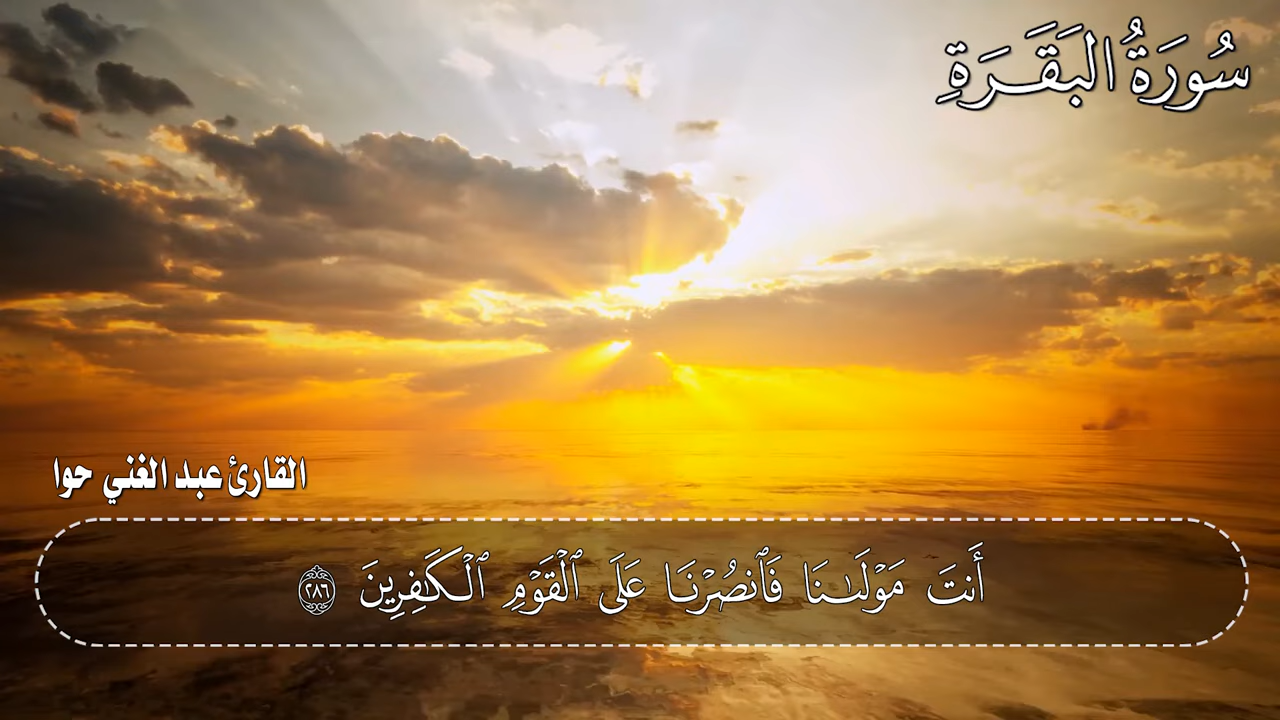 سُورَةُ البَقَرَةِ
القارئ عبد الغني حوا
أَنتَ مَوۡلَىٰنَا فَٱنصُرۡنَا عَلَى ٱلۡقَوۡمِ ٱلۡكَٰفِرِينَ ٢٨٦